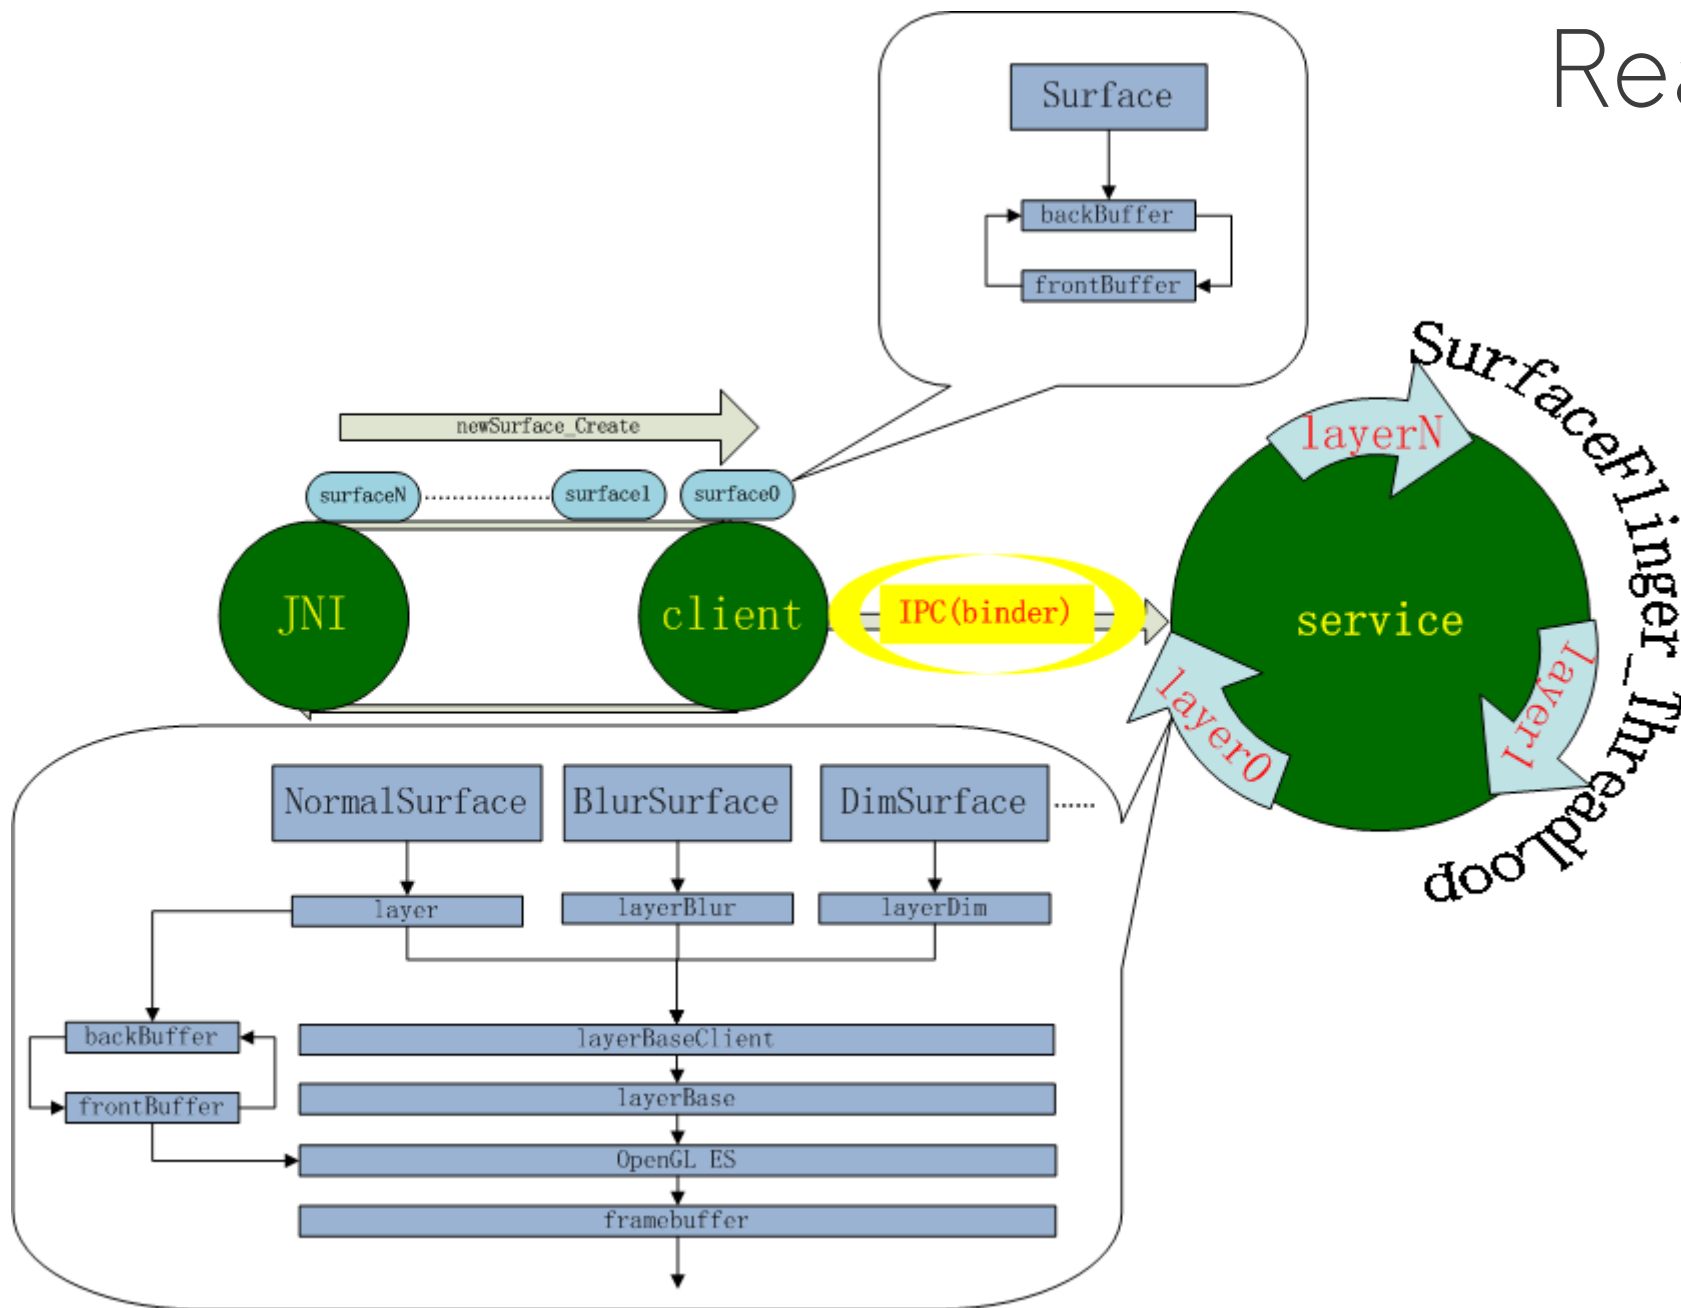 Rea
Surface
backBuffer
frontBuffer
newSurface_Create
surfaceN
surface1
surface0
JNI
client
IPC(binder)
service
layerN
layer1
layer0
SurfaceFlinger_ThreadLoop
NormalSurface
BlurSurface
DimSurface
......
layer
layerBlur
layerDim
backBuffer
frontBuffer
layerBaseClient
layerBase
OpenGL ES
framebuffer